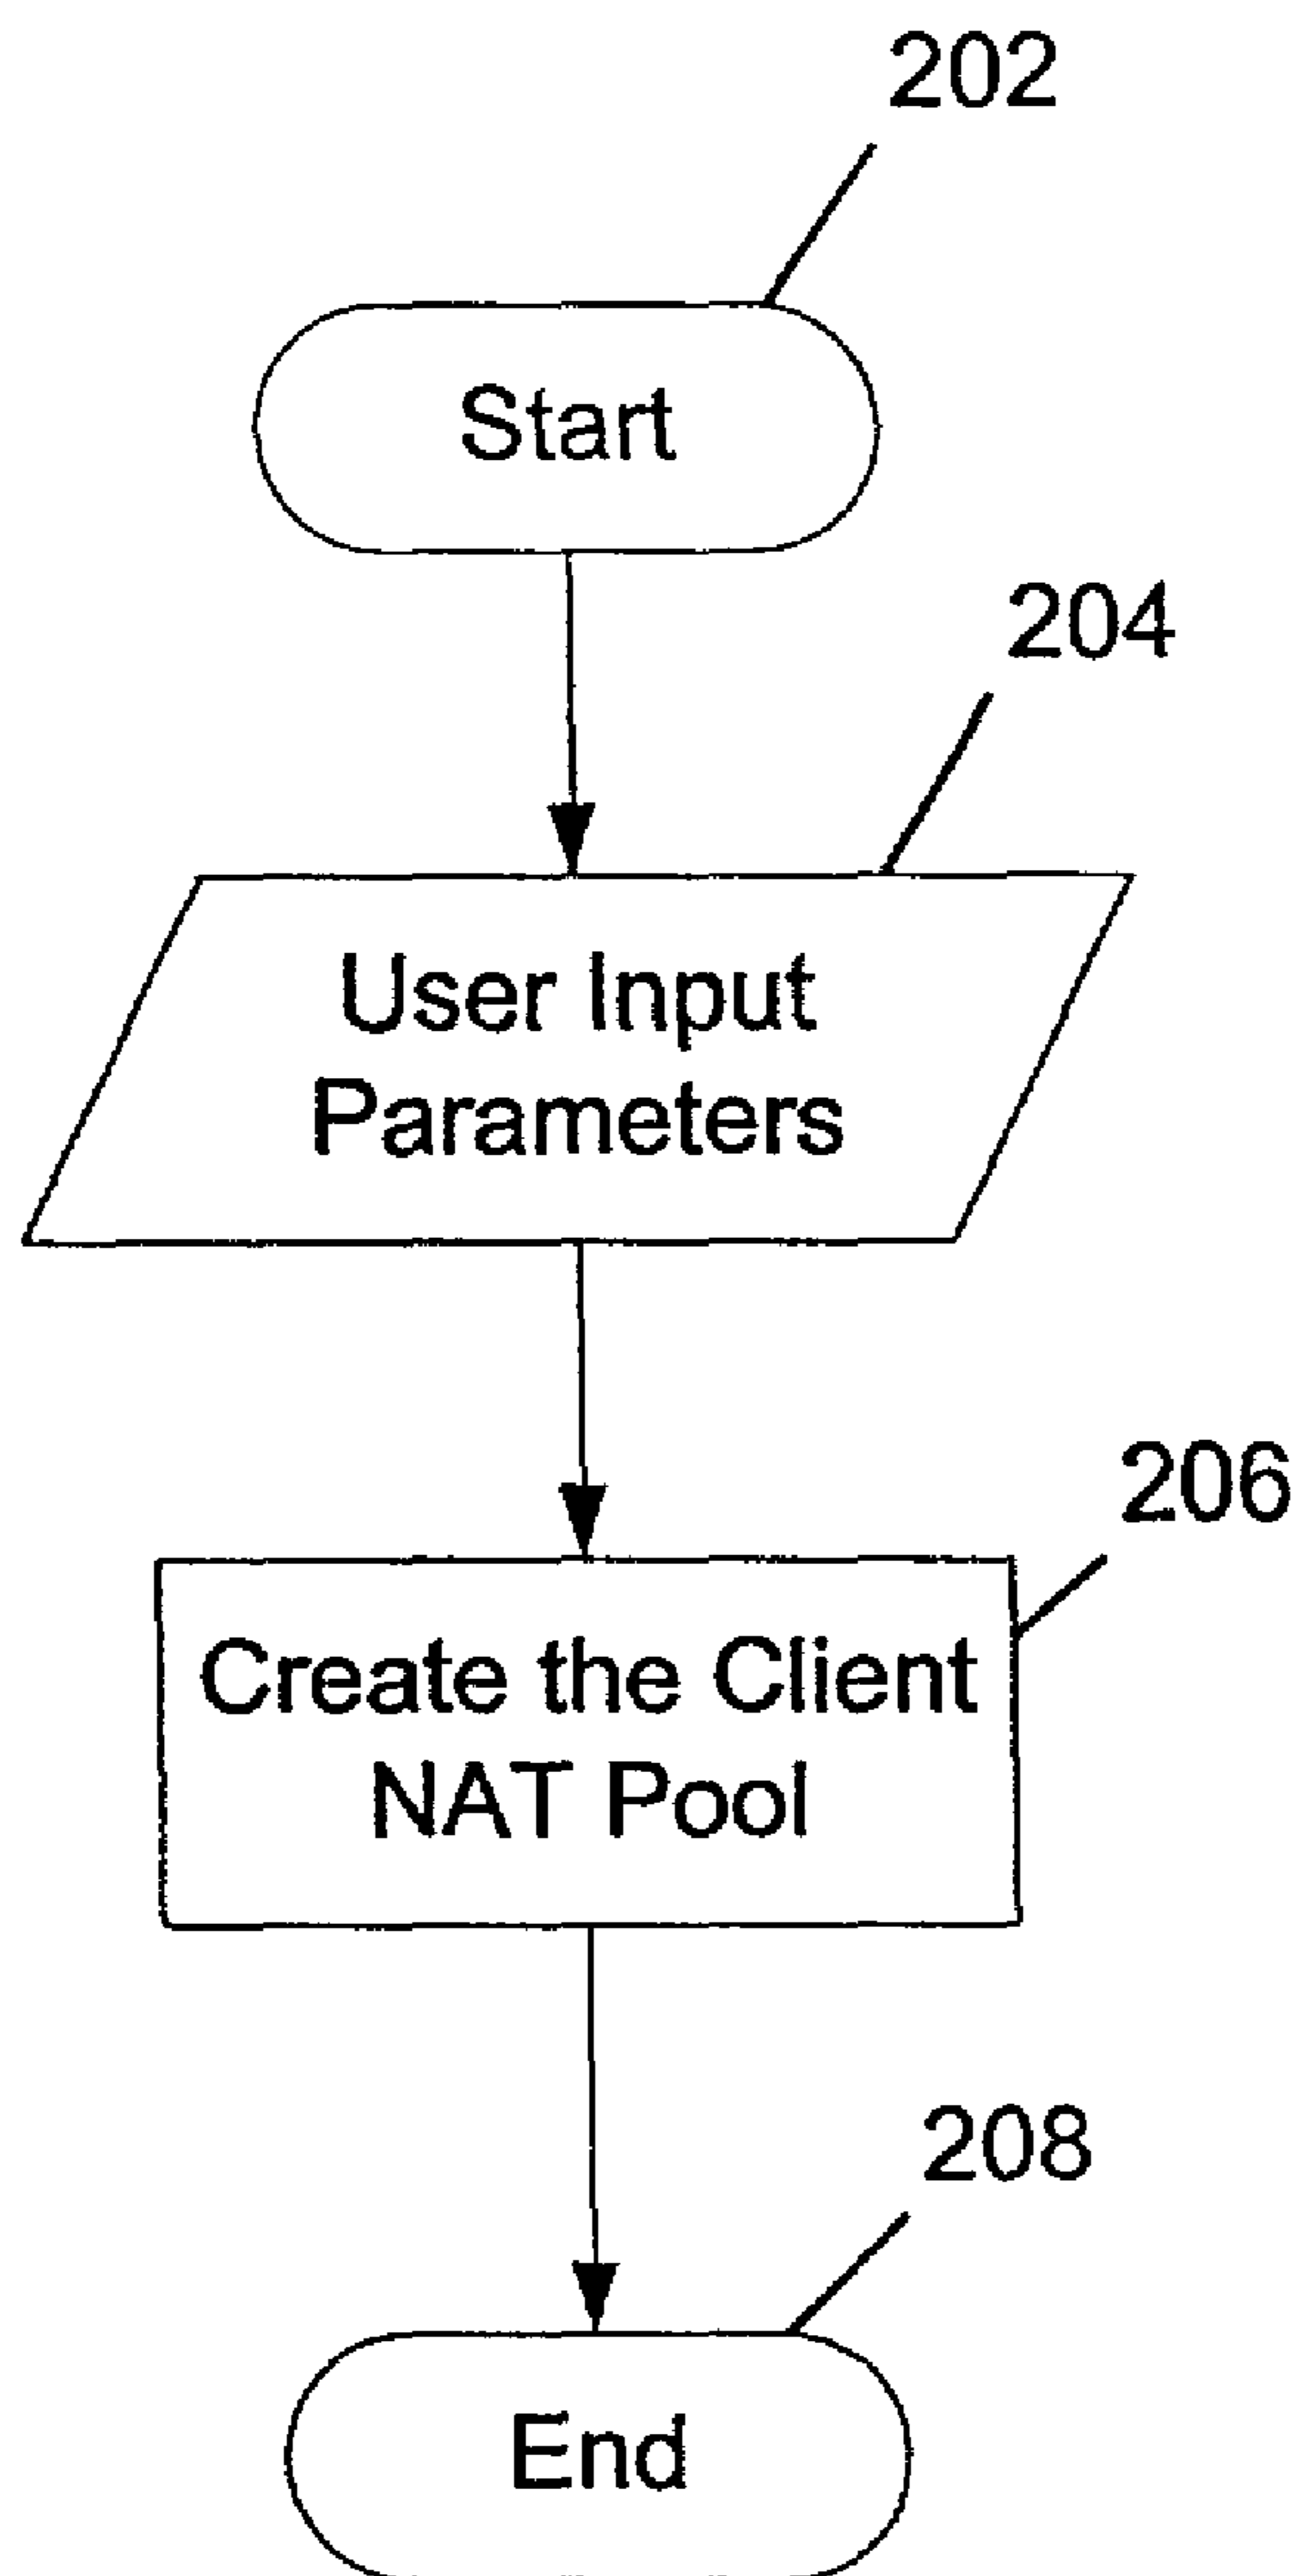 202
Start
204
User Input
Parameters
206
Create the Client
NAT Pool
208
End